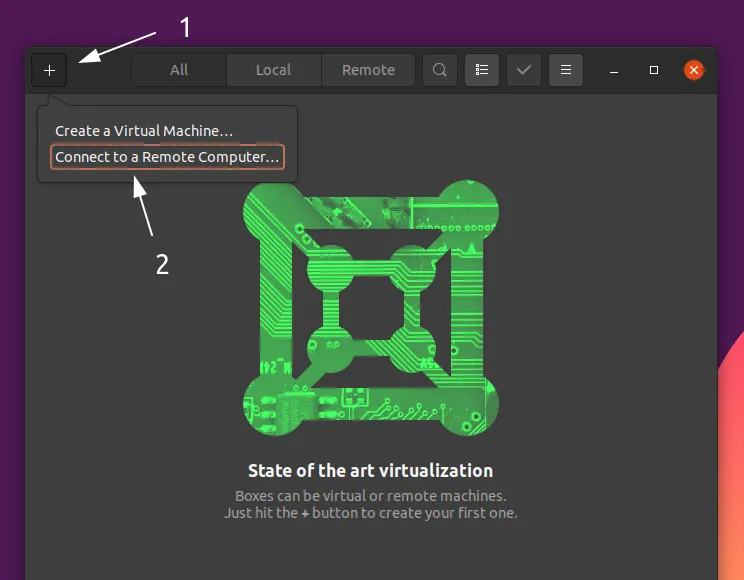 1
+
All
Local
Remote
Create a Virtual Machine…
Connect to a Remote Computer…
2
State of the art virtualization
Boxes can be virtual or remote machines.
Just hit the + button to create your first one.